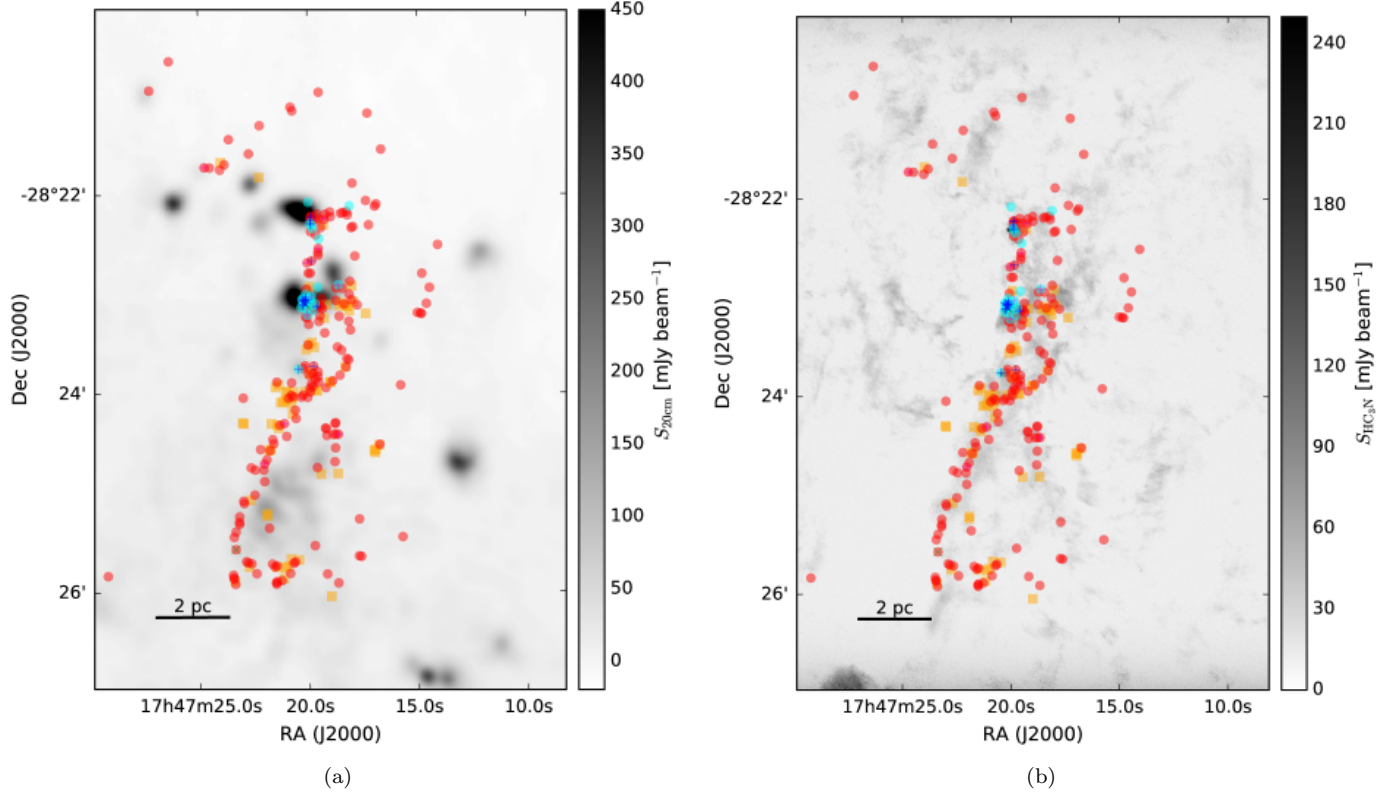 450
400
350
300
250
200
150
100
50
0
S20cm [mJy beam−1]
-28°22'
24'
26'
Dec (J2000)
2 pc
17h47m25.0s 20.0s 15.0s 10.0s
RA (J2000)
(a)
240
210
180
150
120
90
60
30
0
SHC3N [mJy beam−1]
-28°22'
24'
26'
Dec (J2000)
2 pc
17h47m25.0s 20.0s 15.0s 10.0s
RA (J2000)
(b)